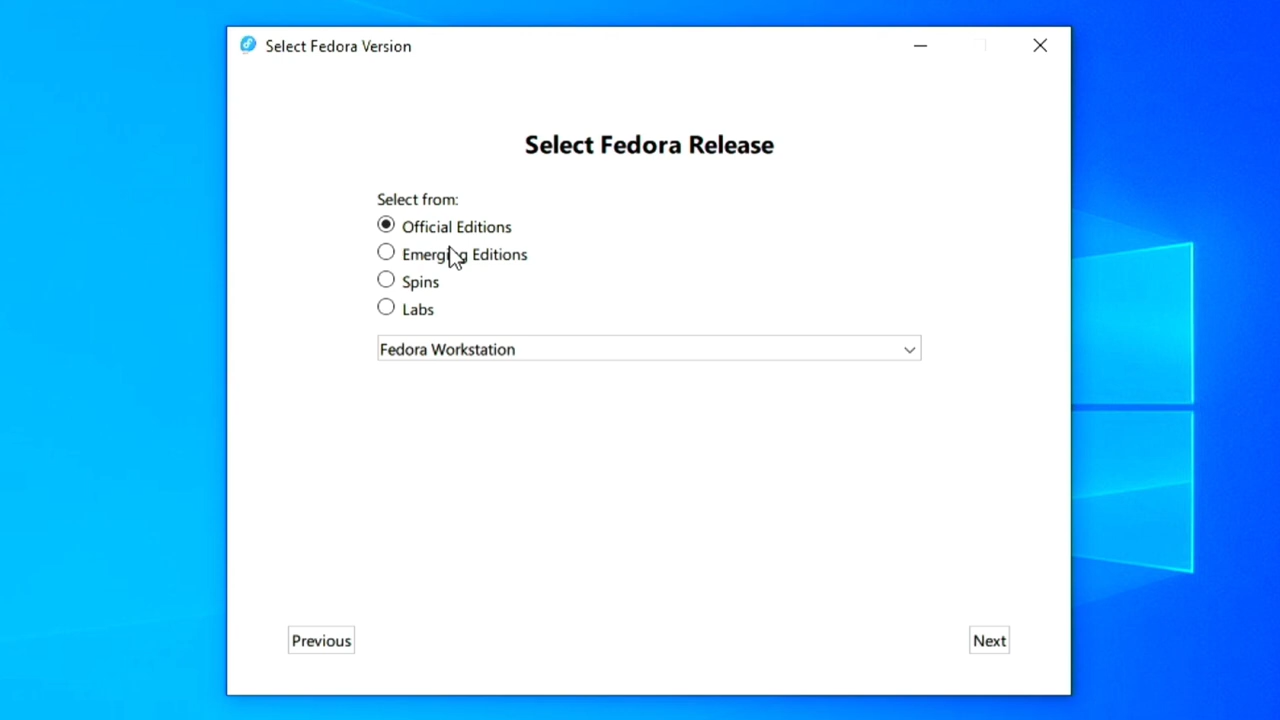 Select Fedora Version
Select Fedora Release
Select from:
Official Editions
Emerging Editions
Spins
Labs
Fedora Workstation
Previous
Next